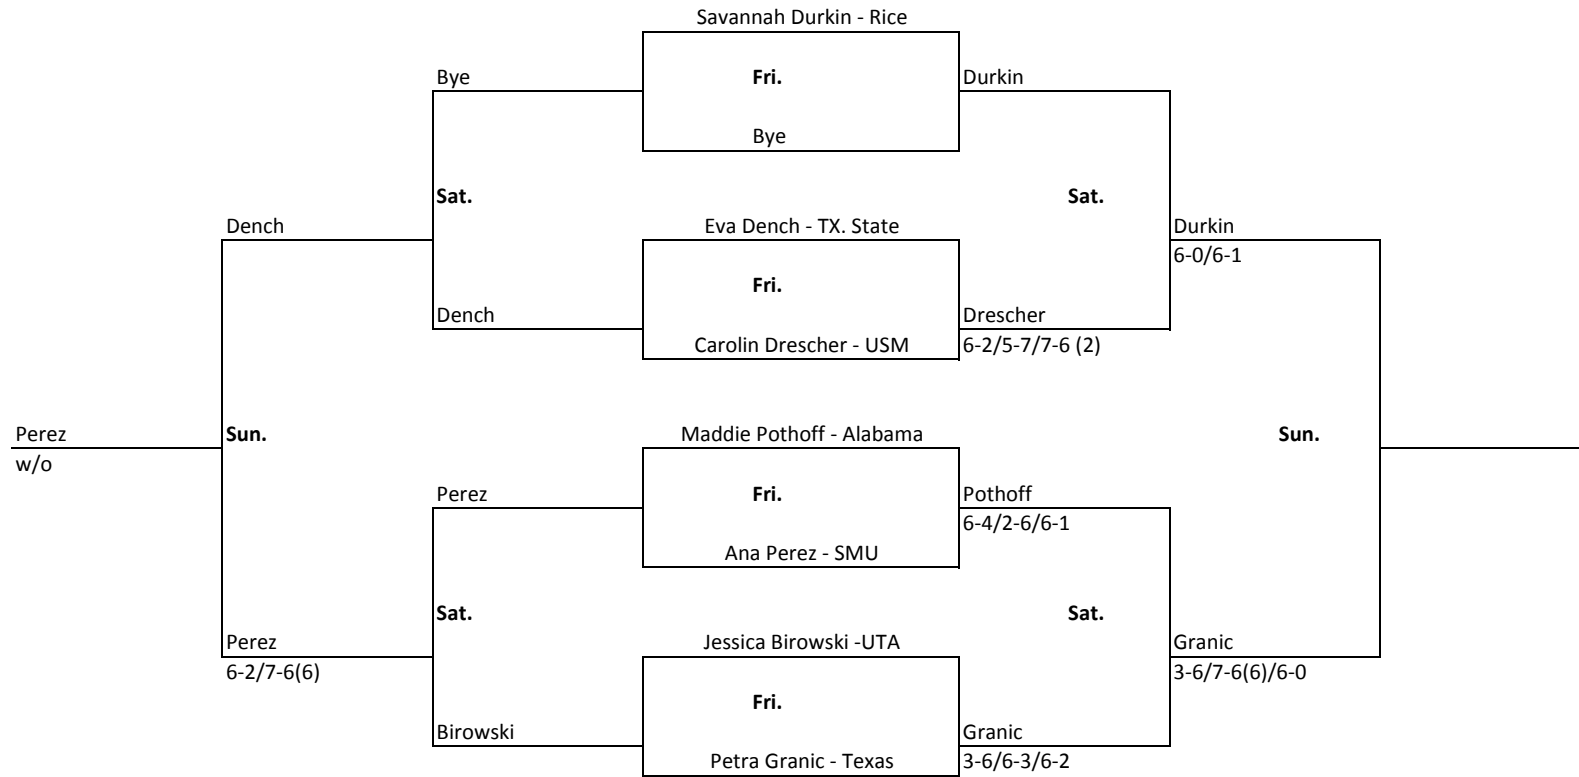 Savannah Durkin - Rice
Bye
Fri.
Durkin
Bye
Sat.
Sat.
Dench
Eva Dench - TX. State
Durkin
6-0/6-1
Fri.
Dench
Drescher
Carolin Drescher - USM
6-2/5-7/7-6 (2)
Perez
Sun.
Maddie Pothoff - Alabama
Sun.
w/o
Perez
Fri.
Pothoff
6-4/2-6/6-1
Ana Perez - SMU
Sat.
Sat.
Perez
Jessica Birowski -UTA
Granic
6-2/7-6(6)
3-6/7-6(6)/6-0
Fri.
Birowski
Granic
Petra Granic - Texas
3-6/6-3/6-2